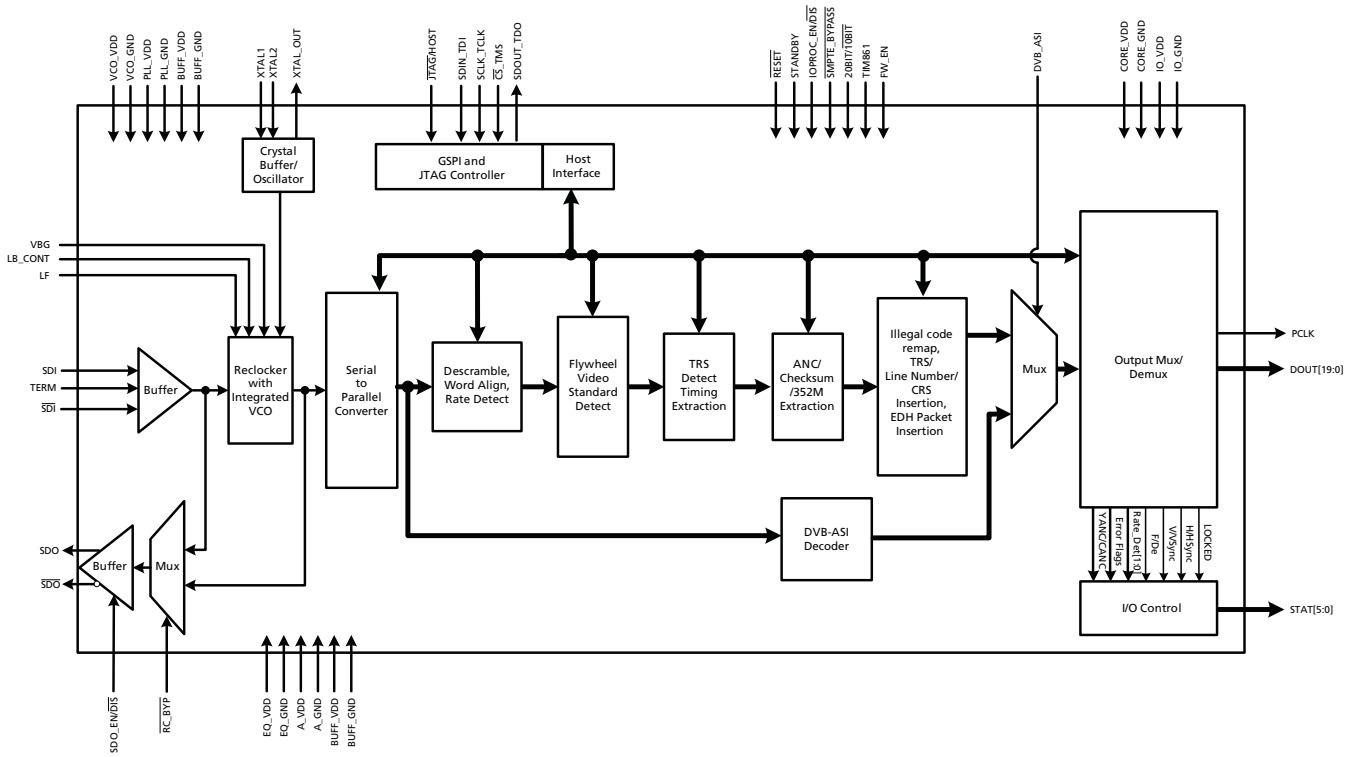 VCO_VDD
VCO_GND
PLL_VDD
PLL_GND
BUFF_VDD
BUFF_GND
XTAL1
XTAL2
XTAL_OUT
JTAG/HOST
SDIN_TDI
SCLK_TCLK
CS_TMS
SDOUT_TDO
RESET
STANDBY
IOPROC_EN/DIS
SMPTE_BYPASS
20BIT/10BIT
TIM861
FW_EN
DVB_ASI
CORE_VDD
CORE_GND
IO_VDD
IO_GND
Crystal
Buffer/
Oscillator
GSPI and
JTAG Controller
Host
Interface
VBG
LB_CONT
LF
SDI
TERM
SDI
Buffer
Reclocker
with
Integrated
VCO
Serial
to
Parallel
Converter
Descramble,
Word Align,
Rate Detect
Flywheel
Video
Standard
Detect
TRS
Detect
Timing
Extraction
ANC/
Checksum
/352M
Extraction
Illegal code
remap,
TRS/
Line Number/
CRS
Insertion,
EDH Packet
Insertion
Mux
Output Mux/
Demux
PCLK
DOUT[19:0]
DVB-ASI
Decoder
YANC/CANC
Error Flags
Rate_Det[1:0]
F/De
V/VSync
H/HSync
LOCKED
I/O Control
STAT[5:0]
SDO
SDO
Buffer
Mux
SDO_EN/DIS
RC_BYP
EQ_VDD
EQ_GND
A_VDD
A_GND
BUFF_VDD
BUFF_GND